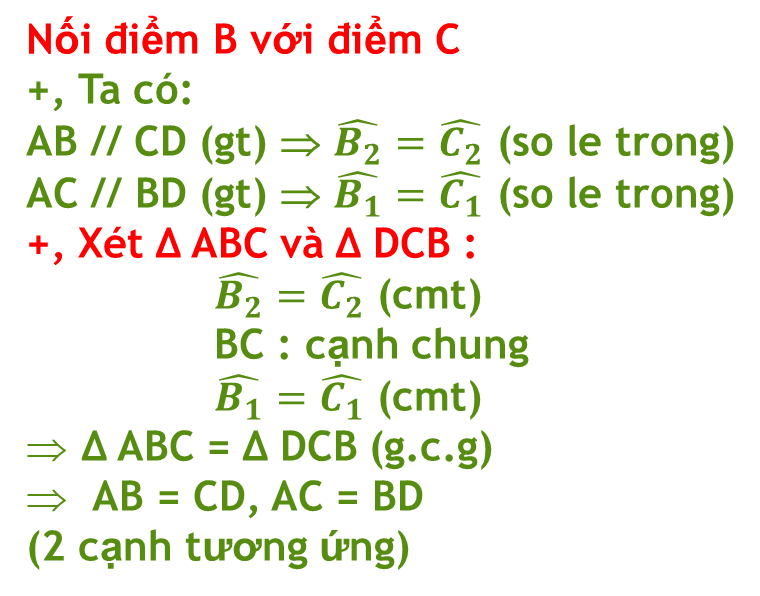 Nối điểm B với điểm C
+, Ta có:
AB // CD (gt) ⇒ $\widehat{B_2} = \widehat{C_2}$ (so le trong)
AC // BD (gt) ⇒ $\widehat{B_1} = \widehat{C_1}$ (so le trong)
+, Xét Δ ABC và Δ DCB :
$\widehat{B_2} = \widehat{C_2}$ (cmt)
BC : cạnh chung
$\widehat{B_1} = \widehat{C_1}$ (cmt)
⇒ Δ ABC = Δ DCB (g.c.g)
⇒ AB = CD, AC = BD
(2 cạnh tương ứng)